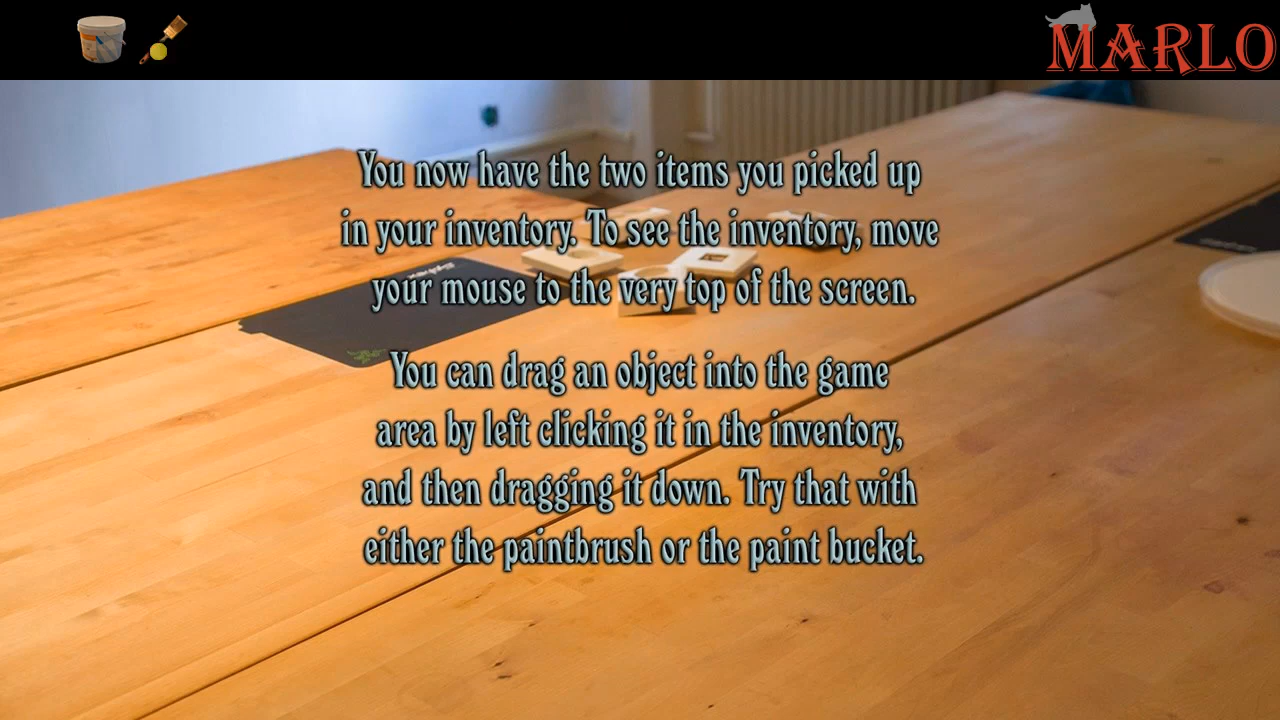 MARLO
You now have the two items you picked up
in your inventory. To see the inventory, move
your mouse to the very top of the screen.
You can drag an object into the game
area by left clicking it in the inventory,
and then dragging it down. Try that with
either the paintbrush or the paint bucket.